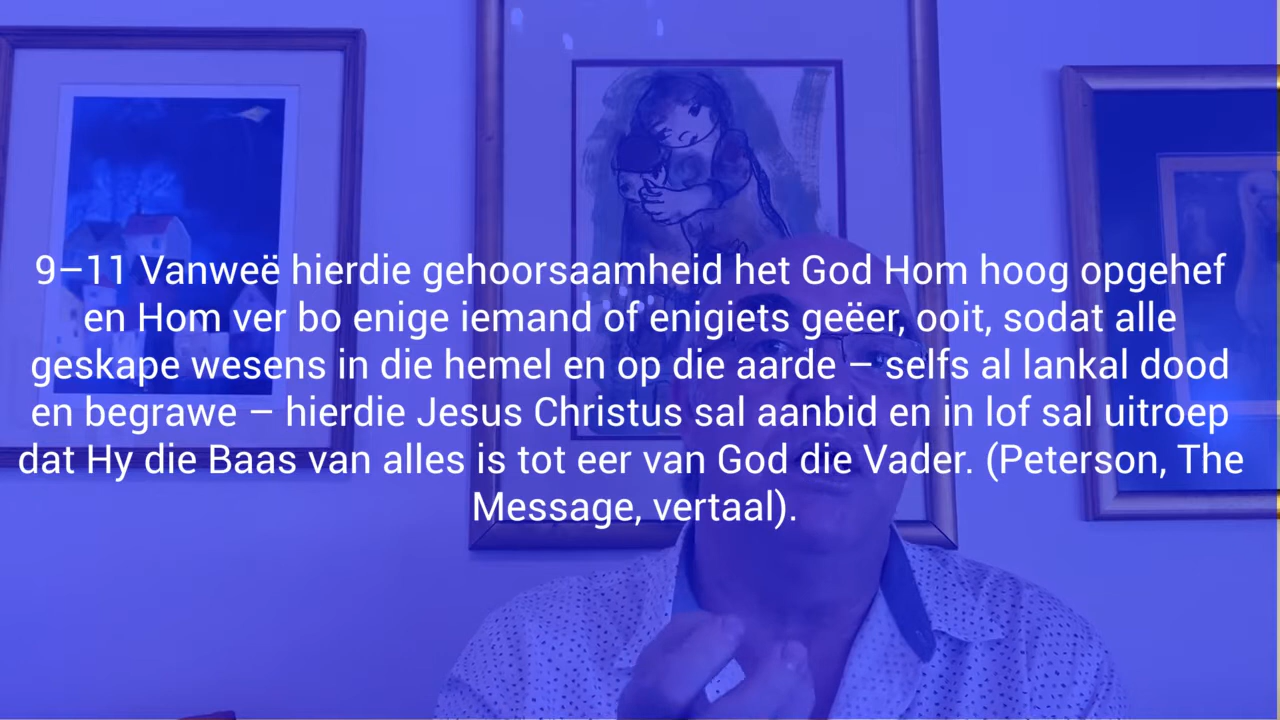 9–11 Vanweë hierdie gehoorsaamheid het God Hom hoog opgehef
en Hom ver bo enige iemand of enigiets geëer, ooit, sodat alle
geskape wesens in die hemel en op die aarde – selfs al lankal dood
en begrawe – hierdie Jesus Christus sal aanbid en in lof sal uitroep
dat Hy die Baas van alles is tot eer van God die Vader. (Peterson, The
Message, vertaal).